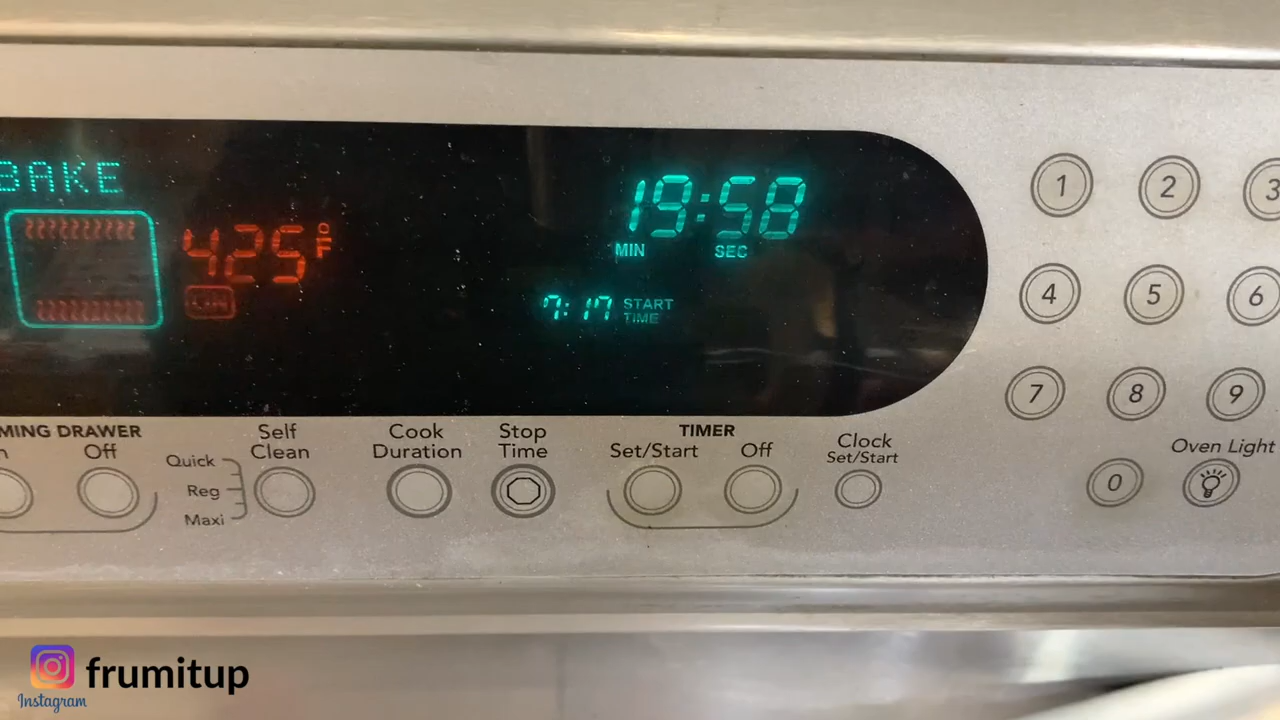 BAKE
425°F
19:58
MIN SEC
7:17 START TIME
MING DRAWER
Off
Quick
Reg
Maxi
Self Clean
Cook Duration
Stop Time
TIMER
Set/Start Off
Clock
Set/Start
1 2 3
4 5 6
7 8 9
0
Oven Light
frumitup
Instagram